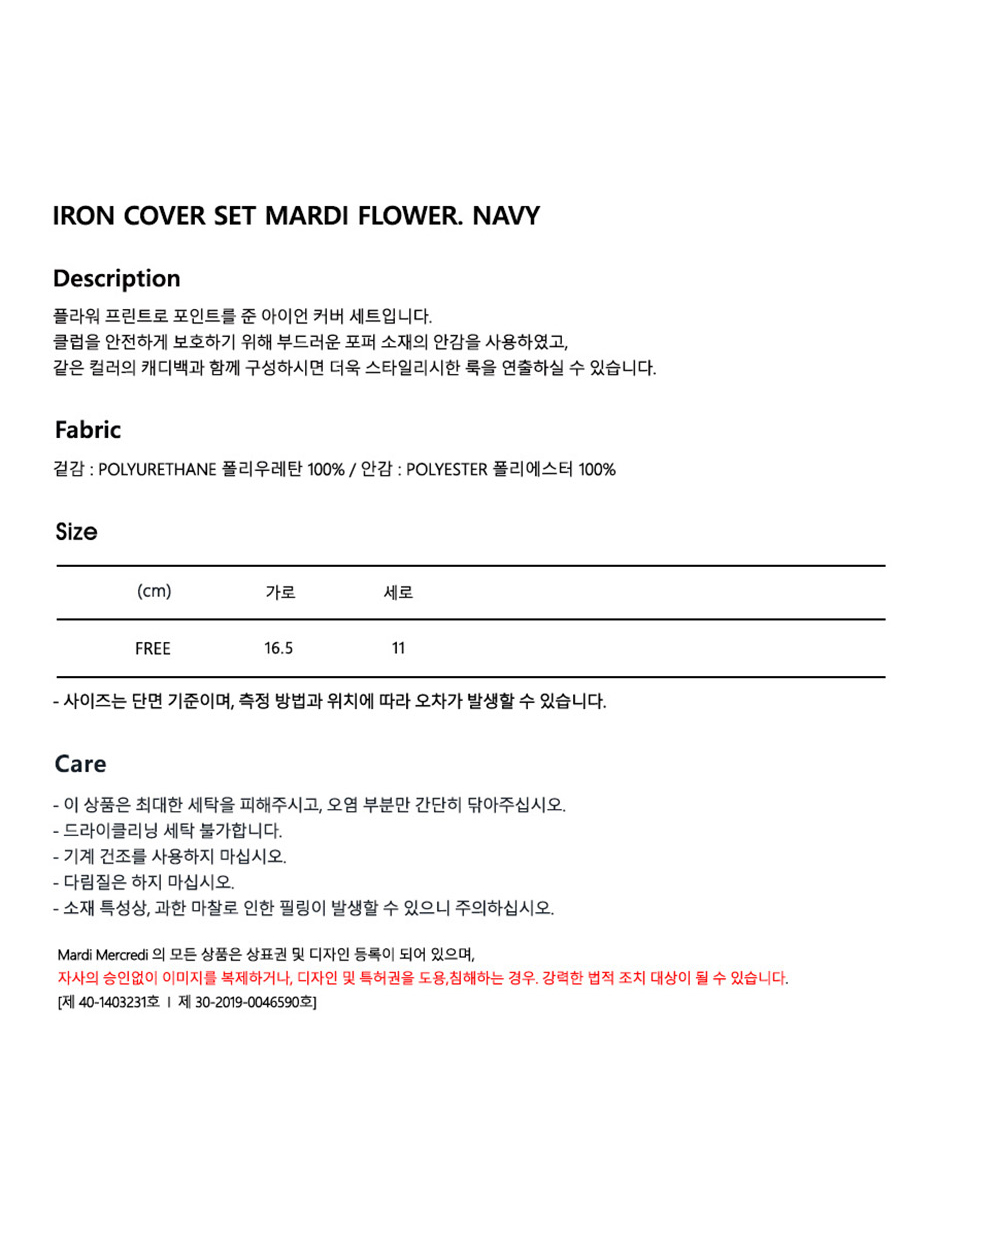 IRON COVER SET MARDI FLOWER. NAVY
Description
플라워 프린트로 포인트를 준 아이언 커버 세트입니다.
클럽을 안전하게 보호하기 위해 부드러운 포퍼 소재의 안감을 사용하였고,
같은 컬러의 캐디백과 함께 구성하시면 더욱 스타일리시한 룩을 연출하실 수 있습니다.
Fabric
겉감 : POLYURETHANE 폴리우레탄 100% / 안감 : POLYESTER 폴리에스터 100%
Size
(cm) 가로 세로
FREE 16.5 11
- 사이즈는 단면 기준이며, 측정 방법과 위치에 따라 오차가 발생할 수 있습니다.
Care
- 이 상품은 최대한 세탁을 피해주시고, 오염 부분만 간단히 닦아주십시오.
- 드라이클리닝 세탁 불가합니다.
- 기계 건조를 사용하지 마십시오.
- 다림질은 하지 마십시오.
- 소재 특성상, 과한 마찰로 인한 필링이 발생할 수 있으니 주의하십시오.
Mardi Mercredi 의 모든 상품은 상표권 및 디자인 등록이 되어 있으며,
자사의 승인없이 이미지를 복제하거나, 디자인 및 특허권을 도용,침해하는 경우. 강력한 법적 조치 대상이 될 수 있습니다.
[제 40-1403231호 ㅣ 제 30-2019-0046590호]